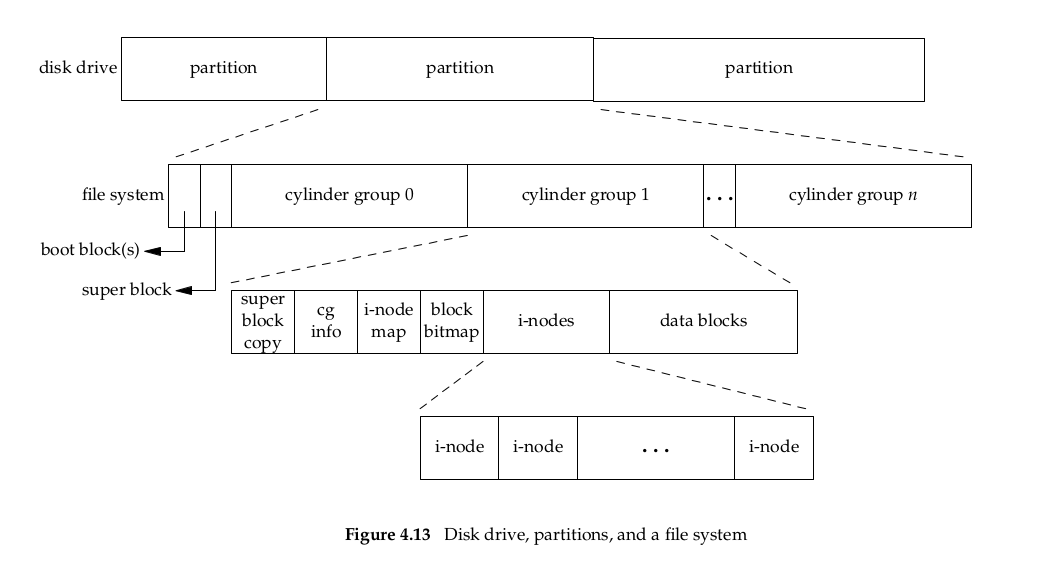 disk drive
partition
partition
partition
file system
cylinder group 0
cylinder group 1
...
cylinder group n
boot block(s)
super block
super
block
copy
cg
info
i-node
map
block
bitmap
i-nodes
data blocks
i-node
i-node
...
i-node
Figure 4.13 Disk drive, partitions, and a file system